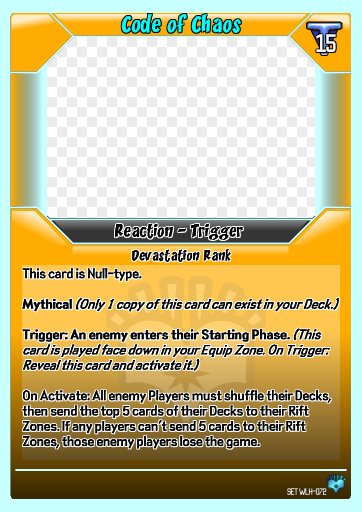 Code of Chaos
15
Reaction - Trigger
Devastation Rank
This card is Null-type.
Mythical (Only 1 copy of this card can exist in your Deck.)
Trigger: An enemy enters their Starting Phase. (This
card is played face down in your Equip Zone. On Trigger:
Reveal this card and activate it.)
On Activate: All enemy Players must shuffle their Decks,
then send the top 5 cards of their Decks to their Rift
Zones. If any players can't send 5 cards to their Rift
Zones, those enemy players lose the game.
SET WLH-072